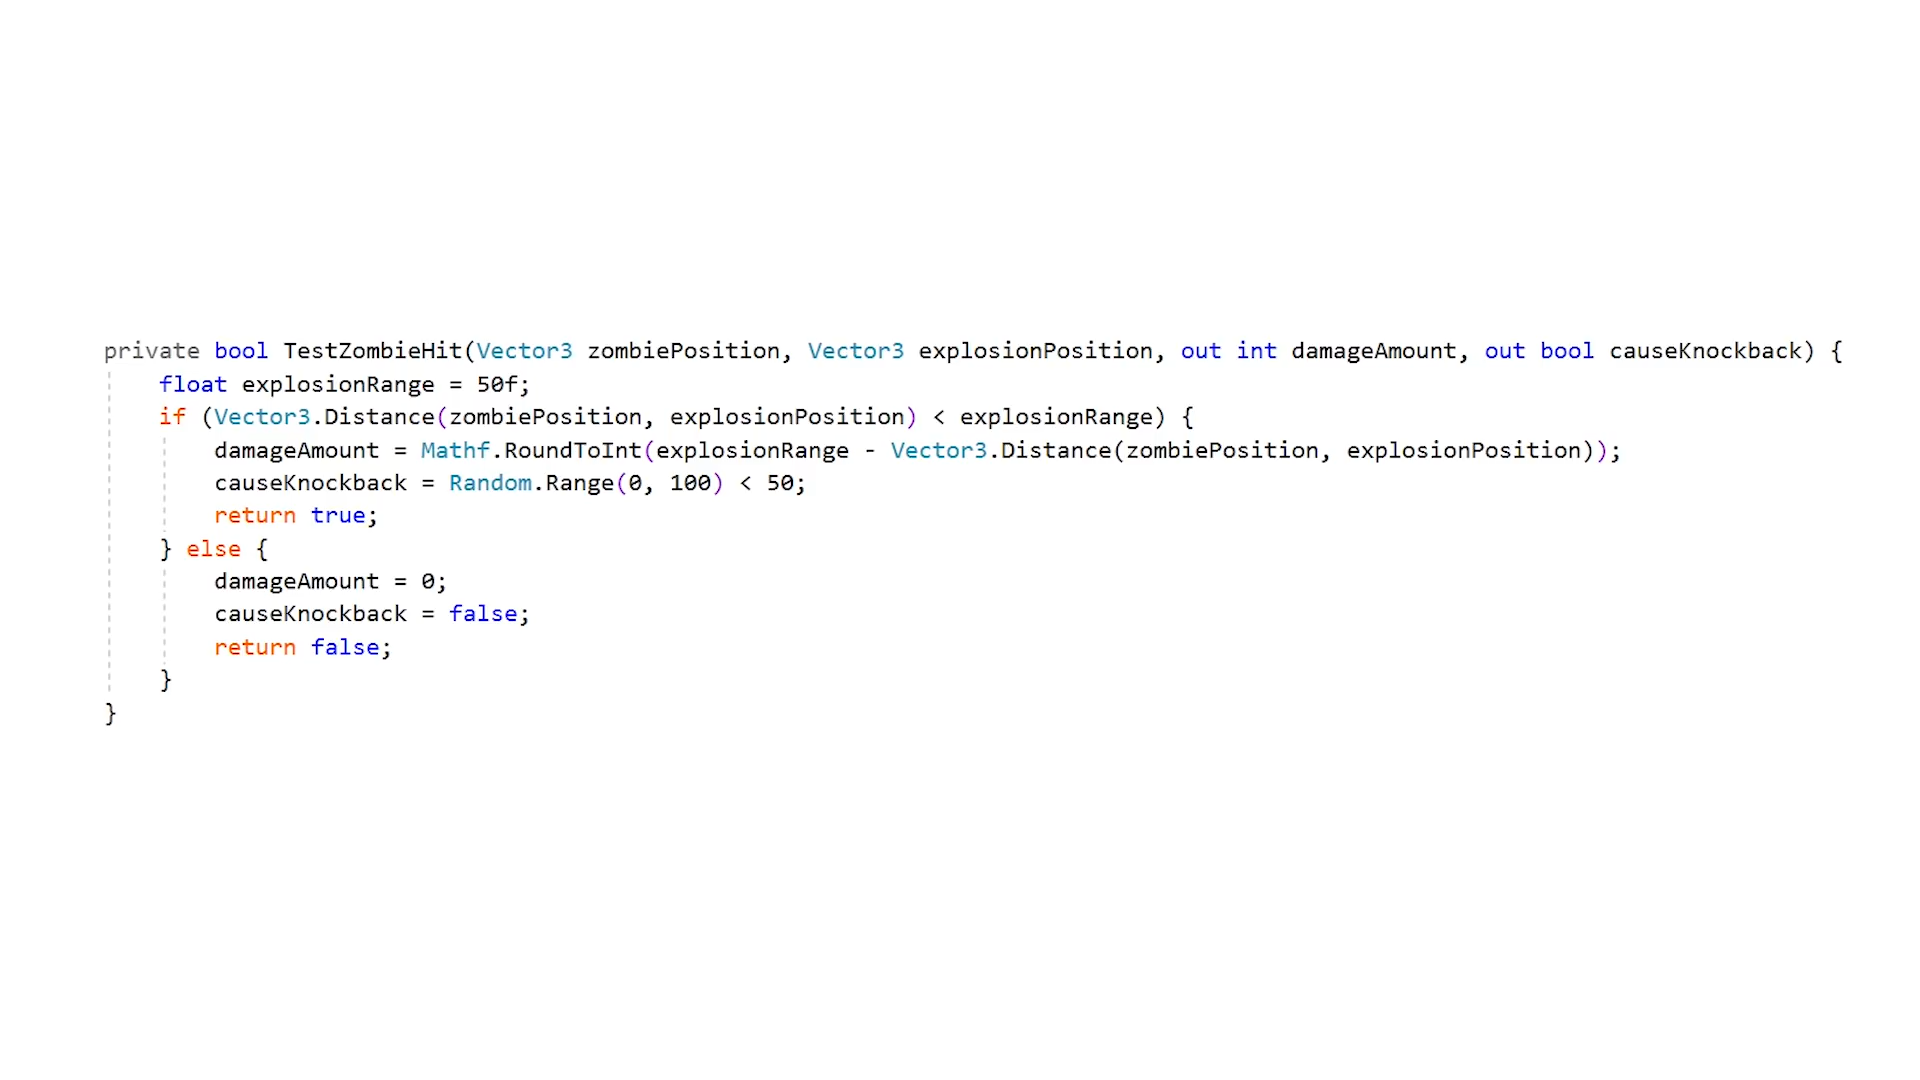 private bool TestZombieHit(Vector3 zombiePosition, Vector3 explosionPosition, out int damageAmount, out bool causeKnockback) {
    float explosionRange = 50f;
    if (Vector3.Distance(zombiePosition, explosionPosition) < explosionRange) {
        damageAmount = Mathf.RoundToInt(explosionRange - Vector3.Distance(zombiePosition, explosionPosition));
        causeKnockback = Random.Range(0, 100) < 50;
        return true;
    } else {
        damageAmount = 0;
        causeKnockback = false;
        return false;
    }
}